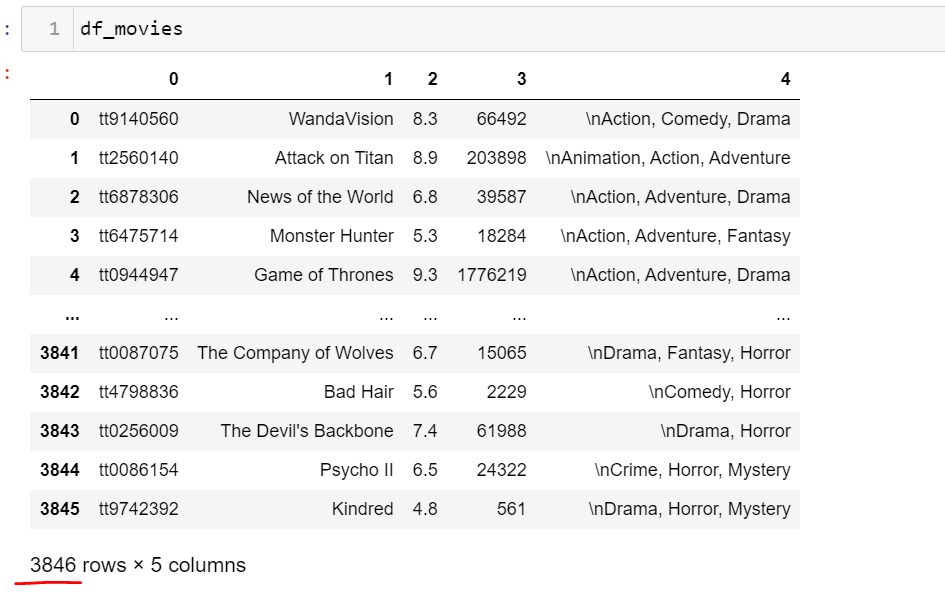 :
1 df_movies
:
0 1 2 3 4
0 tt9140560 WandaVision 8.3 66492 \nAction, Comedy, Drama
1 tt2560140 Attack on Titan 8.9 203898 \nAnimation, Action, Adventure
2 tt6878306 News of the World 6.8 39587 \nAction, Adventure, Drama
3 tt6475714 Monster Hunter 5.3 18284 \nAction, Adventure, Fantasy
4 tt0944947 Game of Thrones 9.3 1776219 \nAction, Adventure, Drama
... ... ... ... ... ...
3841 tt0087075 The Company of Wolves 6.7 15065 \nDrama, Fantasy, Horror
3842 tt4798836 Bad Hair 5.6 2229 \nComedy, Horror
3843 tt0256009 The Devil's Backbone 7.4 61988 \nDrama, Horror
3844 tt0086154 Psycho II 6.5 24322 \nCrime, Horror, Mystery
3845 tt9742392 Kindred 4.8 561 \nDrama, Horror, Mystery
3846 rows × 5 columns